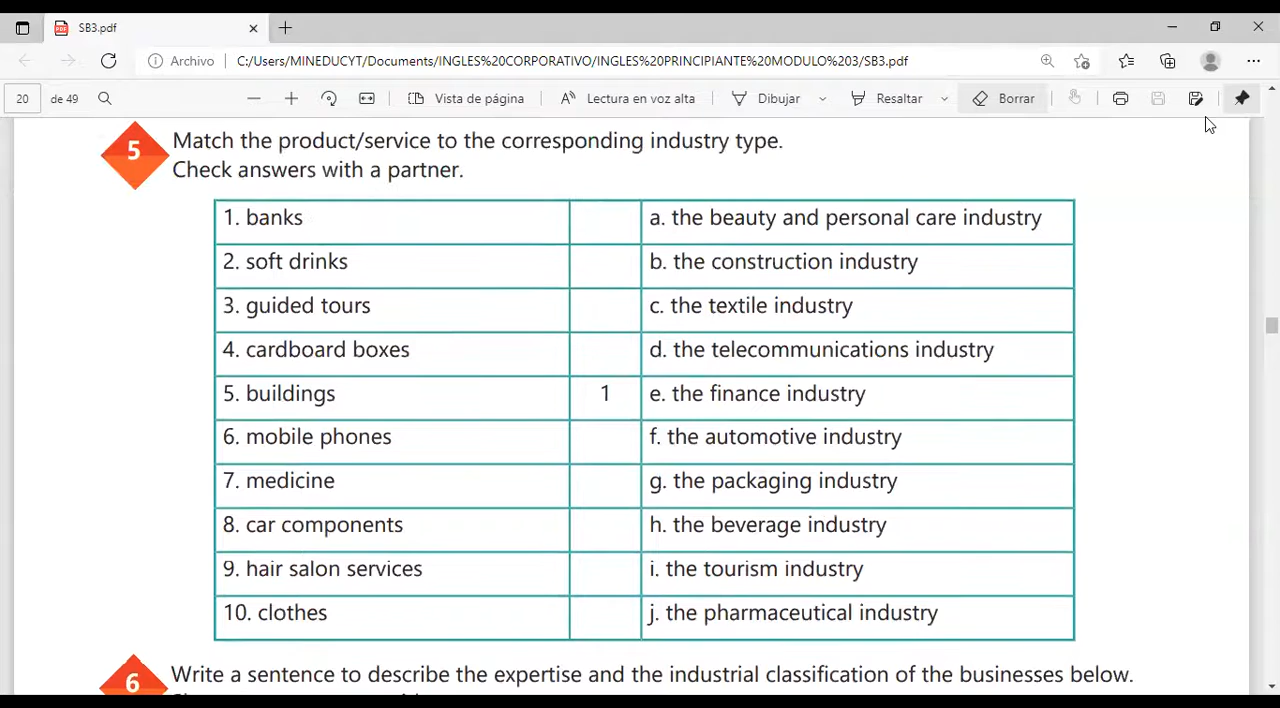 SB3.pdf
Archivo C:/Users/MINEDUCYT/Documents/INGLES%20CORPORATIVO/INGLES%20PRINCIPIANTE%20MODULO%203/SB3.pdf
20 de 49 Vista de página Lectura en voz alta Dibujar Resaltar Borrar
5 Match the product/service to the corresponding industry type.
Check answers with a partner.
1. banks a. the beauty and personal care industry
2. soft drinks b. the construction industry
3. guided tours c. the textile industry
4. cardboard boxes d. the telecommunications industry
5. buildings 1 e. the finance industry
6. mobile phones f. the automotive industry
7. medicine g. the packaging industry
8. car components h. the beverage industry
9. hair salon services i. the tourism industry
10. clothes j. the pharmaceutical industry
6 Write a sentence to describe the expertise and the industrial classification of the businesses below.